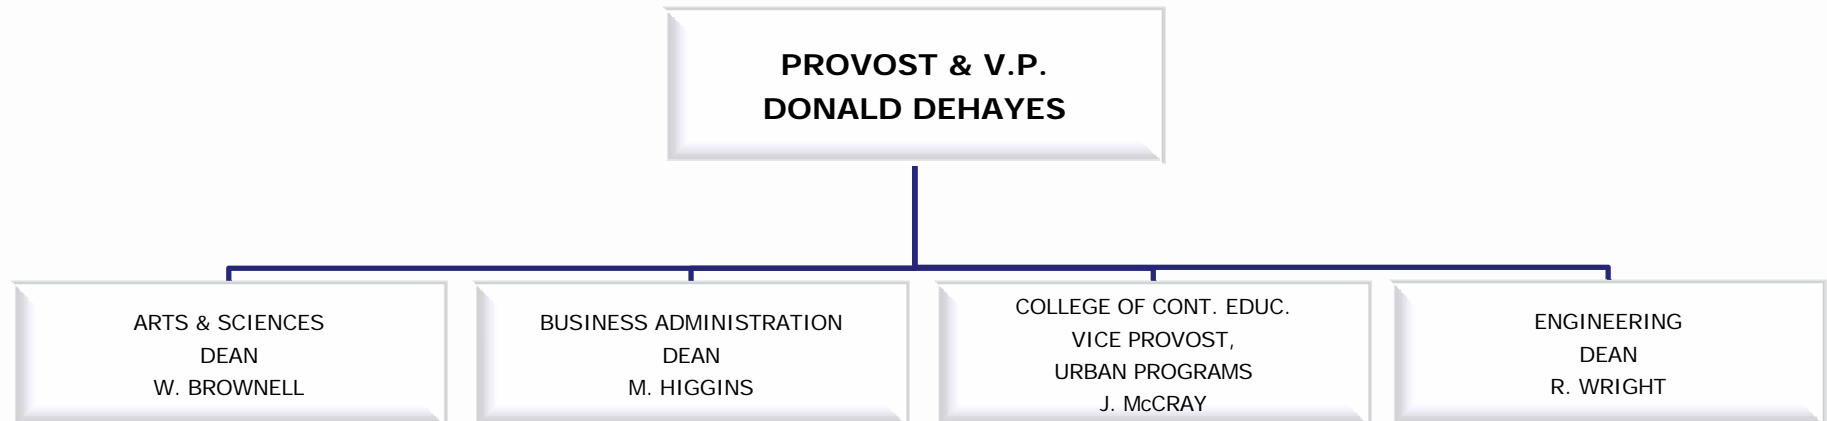 PROVOST & V.P.
DONALD DEHAYES
ARTS & SCIENCES
DEAN
W. BROWNELL
BUSINESS ADMINISTRATION
DEAN
M. HIGGINS
COLLEGE OF CONT. EDUC.
VICE PROVOST,
URBAN PROGRAMS
J. McCRAY
ENGINEERING
DEAN
R. WRIGHT